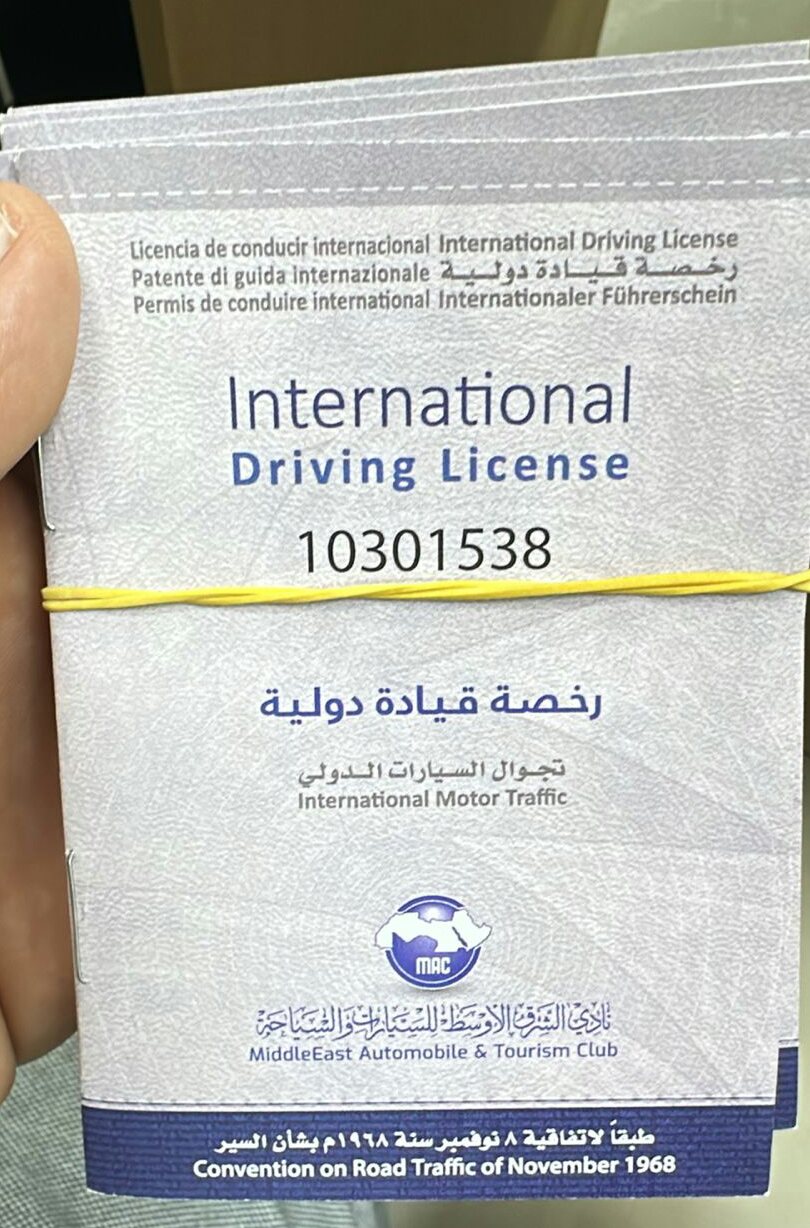 Licencia de conducir internacional International Driving License
Patente di guida internazionale رخصة قيادة دولية
Permis de conduire international Internationaler Führerschein
International
Driving License
10301538
رخصة قيادة دولية
تجوال السيارات الدولي
International Motor Traffic
MAC
نادي الشرق الأوسط للسيارات والسياحة
MiddleEast Automobile & Tourism Club
طبقاً لاتفاقية ٨ نوفمبر سنة ١٩٦٨م بشأن السير
Convention on Road Traffic of November 1968